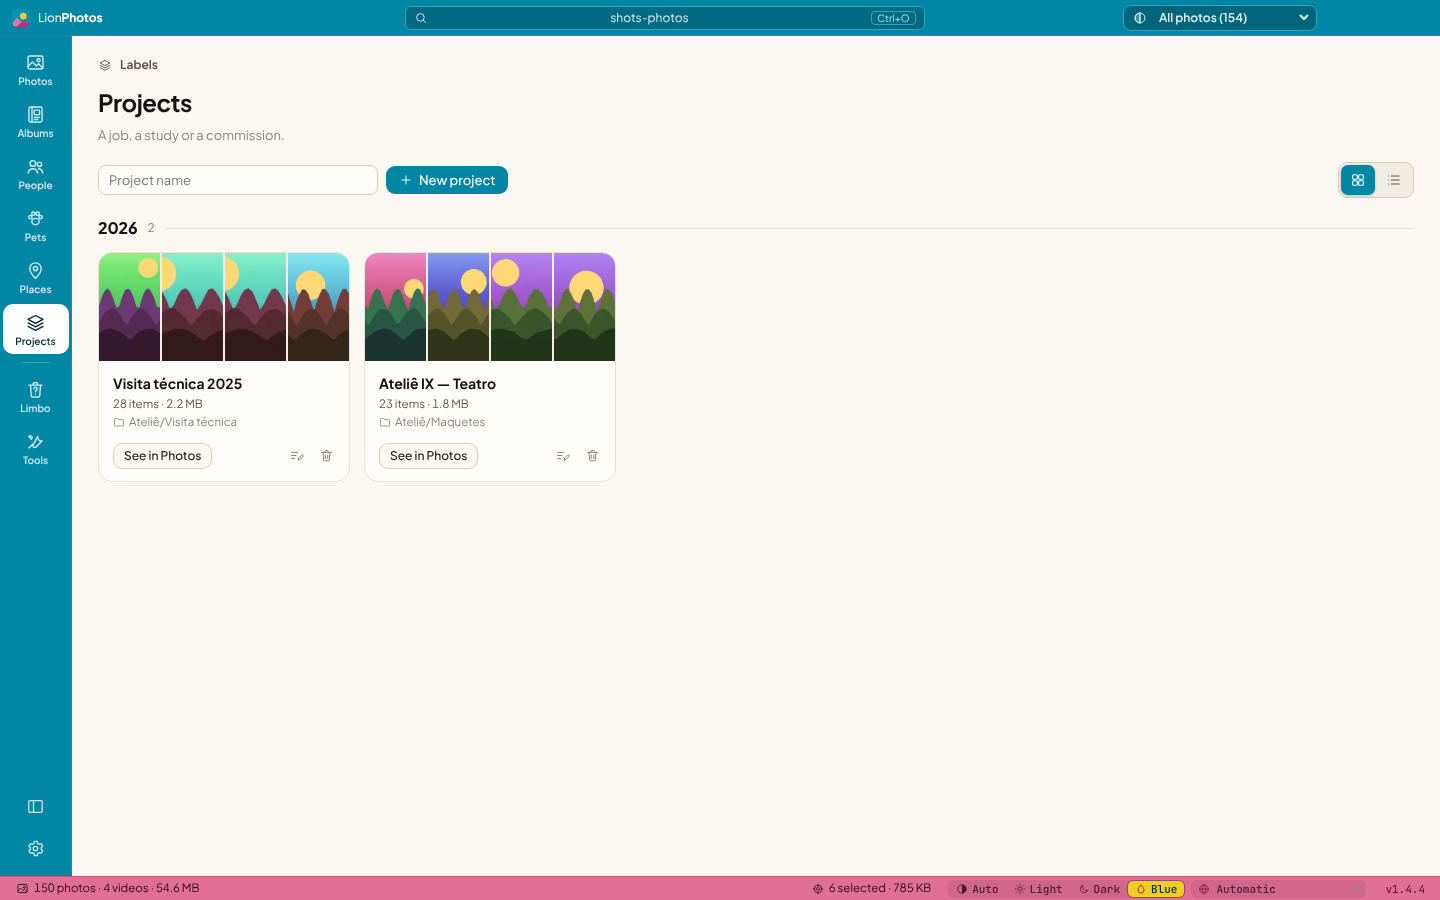 LionPhotos
shots-photos
Ctrl+O
All photos (154)
Photos
Albums
People
Pets
Places
Projects
Limbo
Tools
Labels
Projects
A job, a study or a commission.
Project name
New project
2026 2
Visita técnica 2025
28 items · 2.2 MB
Ateliê/Visita técnica
See in Photos
Ateliê IX — Teatro
23 items · 1.8 MB
Ateliê/Maquetes
See in Photos
150 photos · 4 videos · 54.6 MB
6 selected · 785 KB
Auto
Light
Dark
Blue
Automatic
v1.4.4